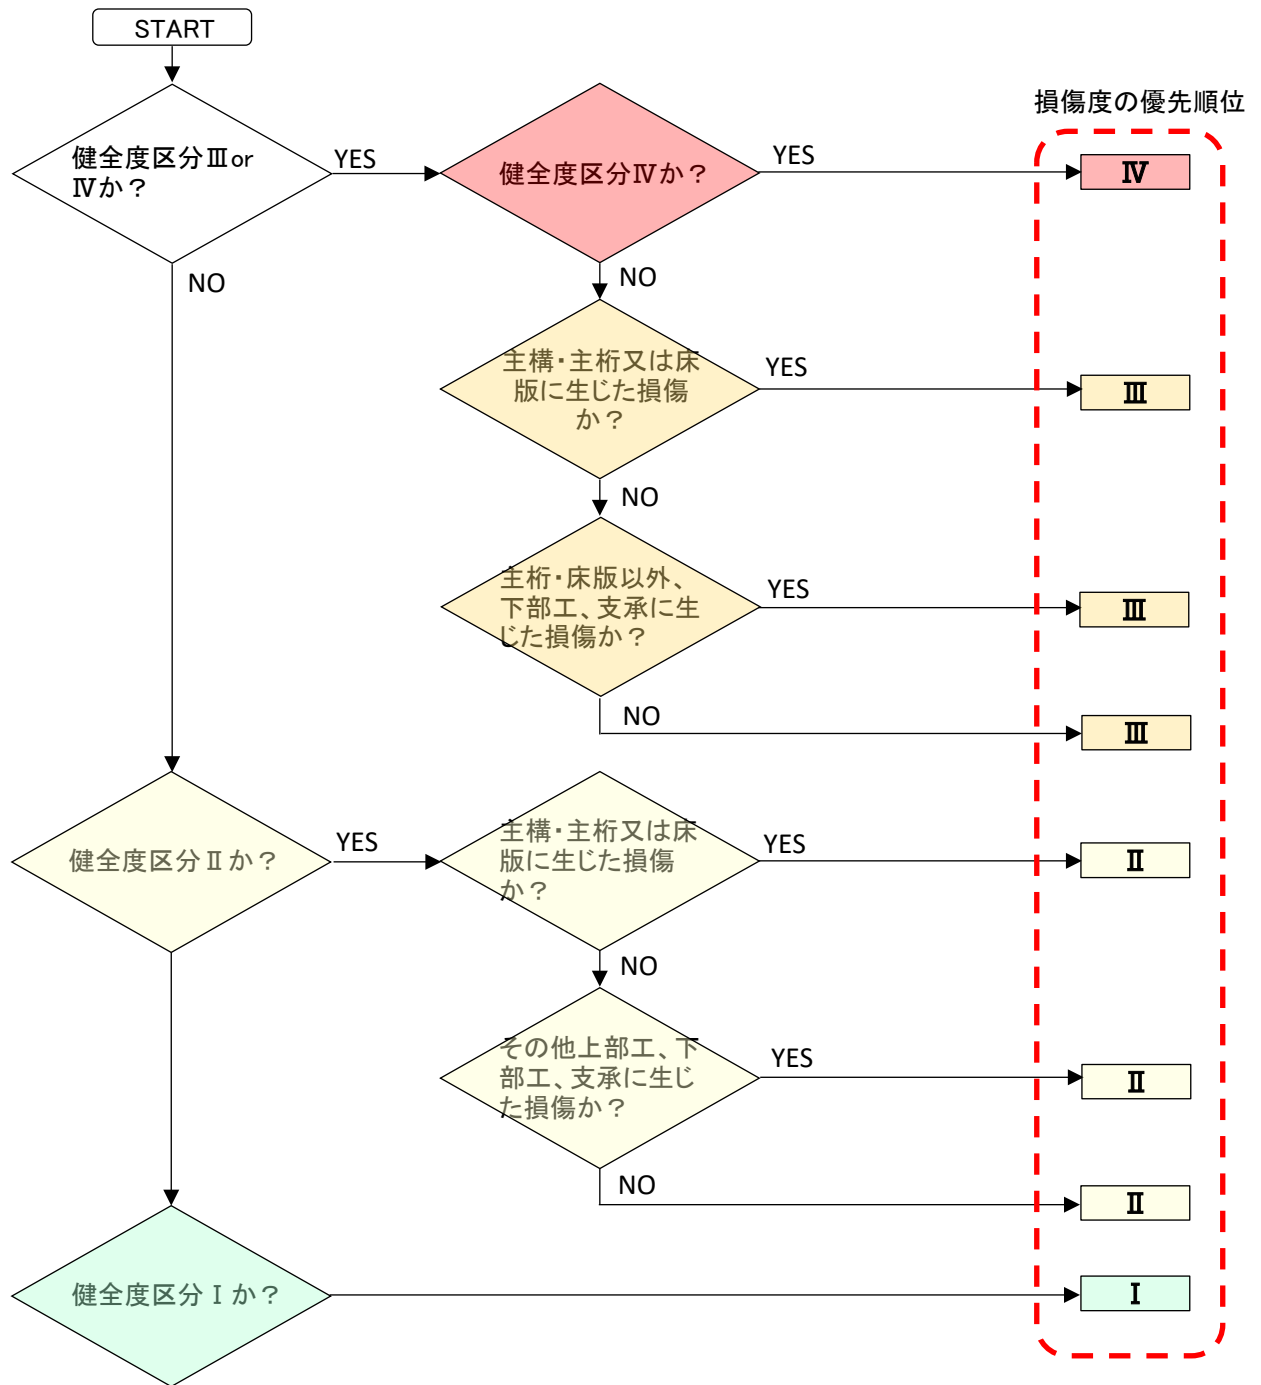 START
損傷度の優先順位
健全度区分Ⅲor
Ⅳか？
YES
健全度区分Ⅳか？
YES
Ⅳ
NO
NO
主構・主桁又は床
版に生じた損傷
か？
YES
Ⅲ
NO
主桁・床版以外、
下部工、支承に生
じた損傷か？
YES
Ⅲ
NO
Ⅲ
健全度区分Ⅱか？
YES
主構・主桁又は床
版に生じた損傷
か？
YES
Ⅱ
NO
その他上部工、下
部工、支承に生じ
た損傷か？
YES
Ⅱ
NO
Ⅱ
健全度区分Ⅰか？
Ⅰ